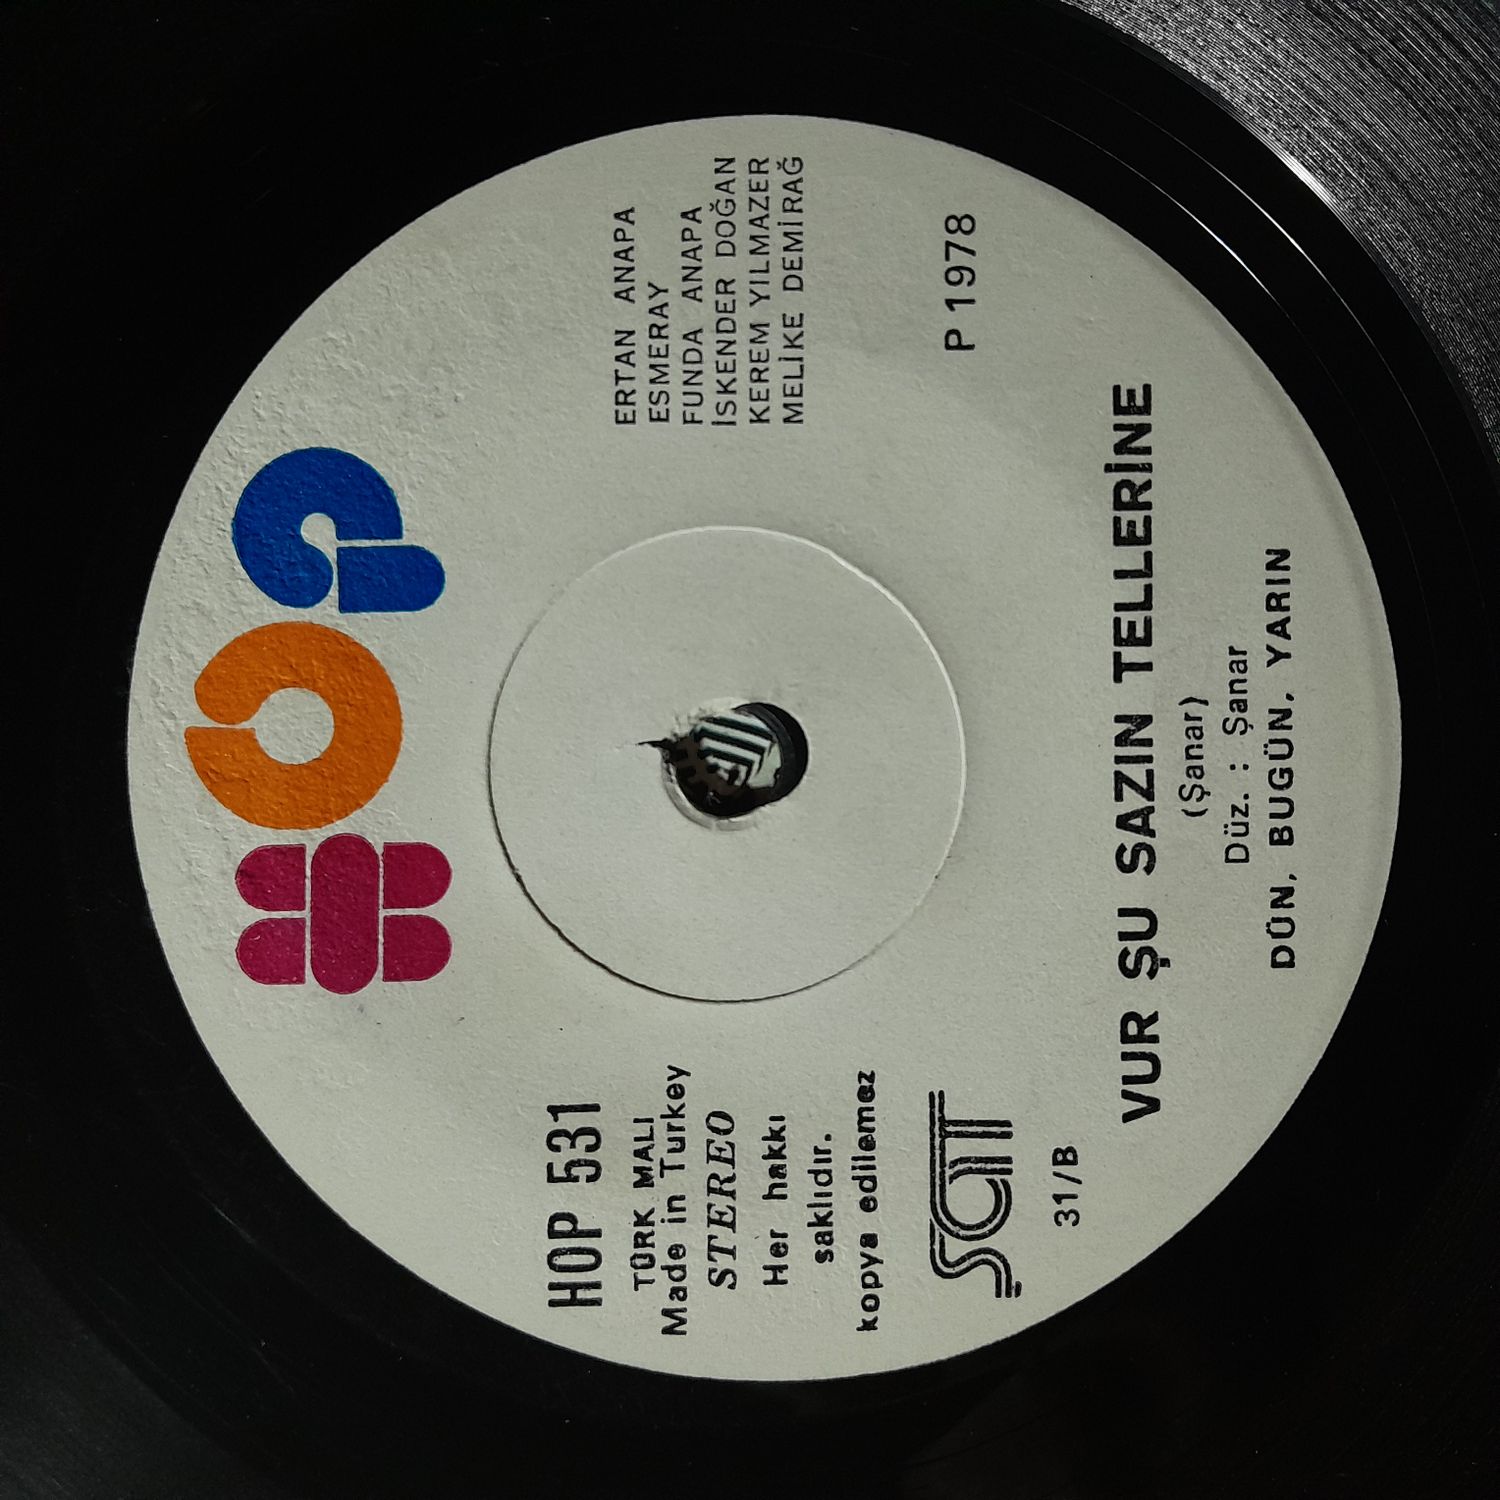 HOP
HOP 531
TÜRK MALI
Made in Turkey
STEREO
Her hakkı
saklıdır.
kopya edilemez
ŞAT
31/B
ERTAN ANAPA
ESMERAY
FUNDA ANAPA
İSKENDER DOĞAN
KEREM YILMAZER
MELİKE DEMİRAĞ
P 1978
VUR ŞU SAZIN TELLERİNE
(Şanar)
Düz. : Şanar
DÜN, BUGÜN, YARIN